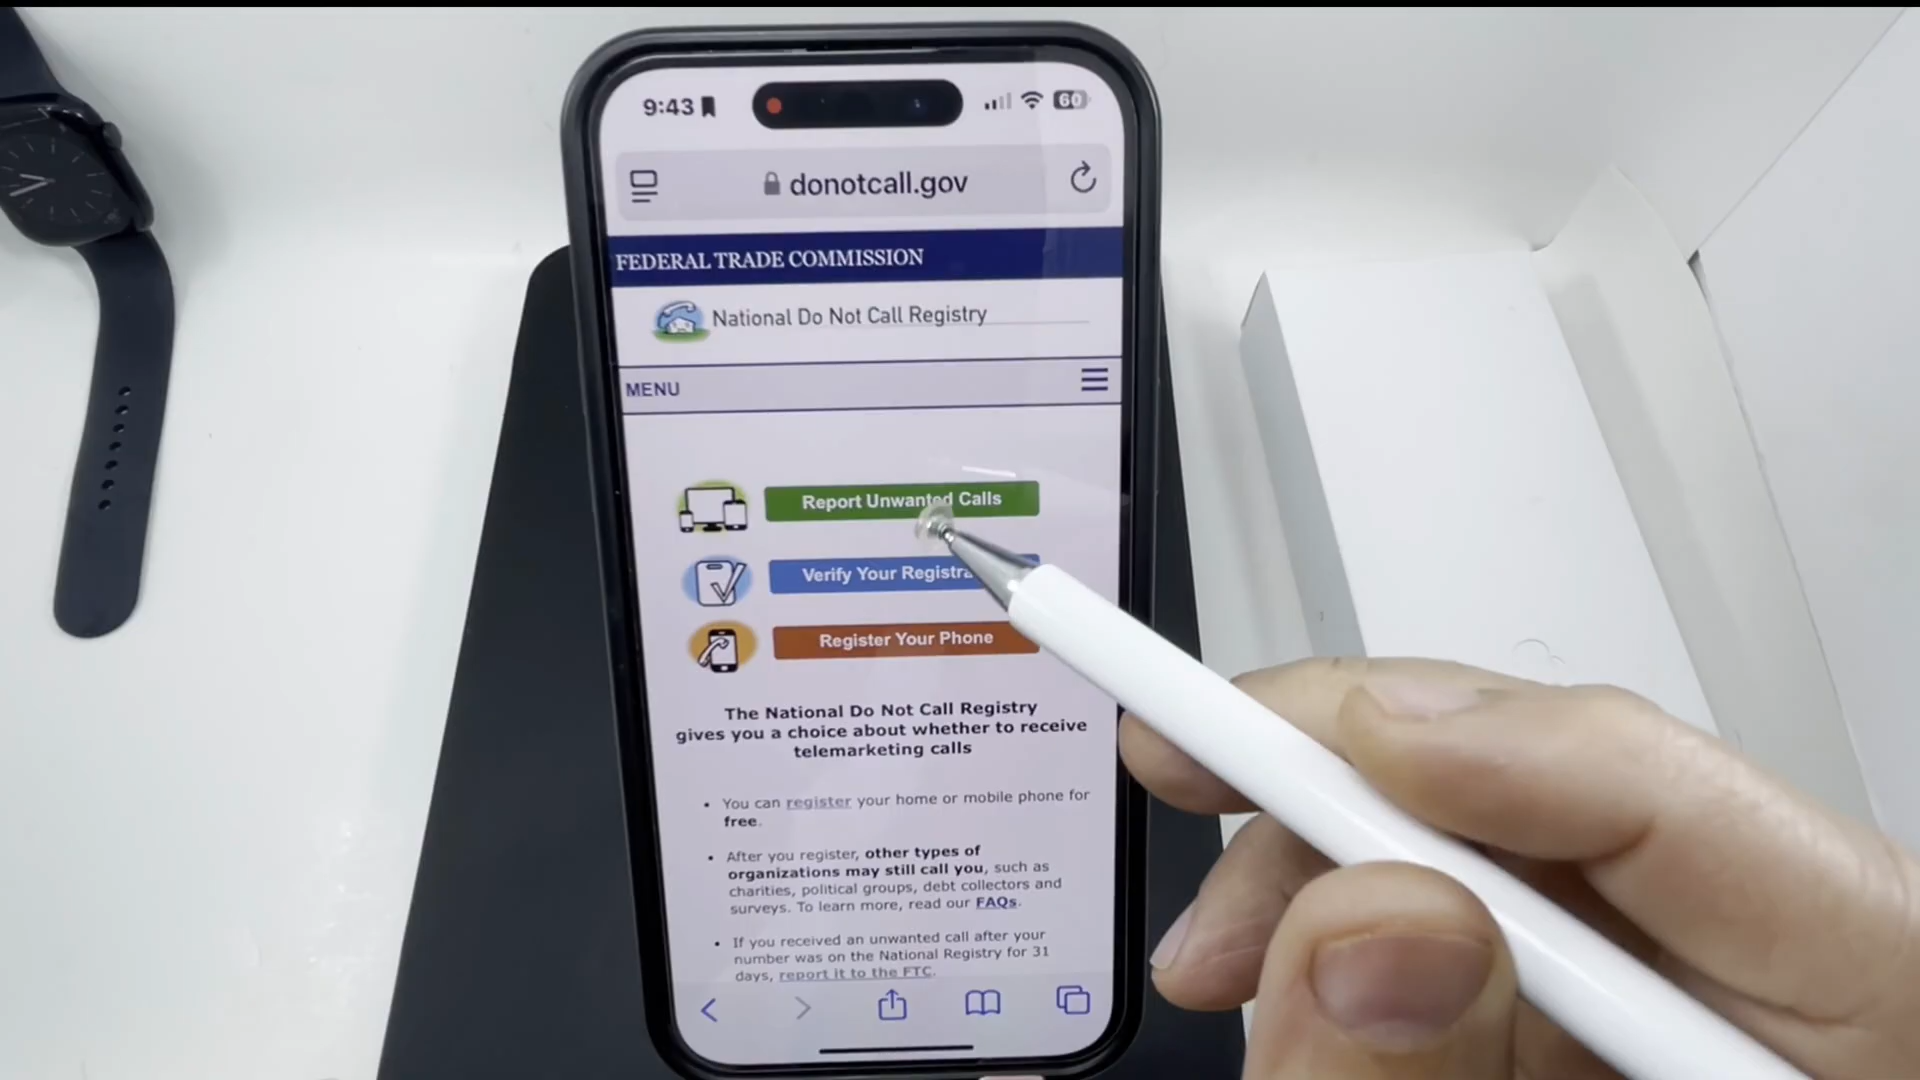 9:43
60
donotcall.gov
FEDERAL TRADE COMMISSION
National Do Not Call Registry
MENU
Report Unwanted Calls
Verify Your Registra
Register Your Phone
The National Do Not Call Registry
gives you a choice about whether to receive
telemarketing calls
• You can register your home or mobile phone for
free.
• After you register, other types of
organizations may still call you, such as
charities, political groups, debt collectors and
surveys. To learn more, read our FAQs.
• If you received an unwanted call after your
number was on the National Registry for 31
days, report it to the FTC.